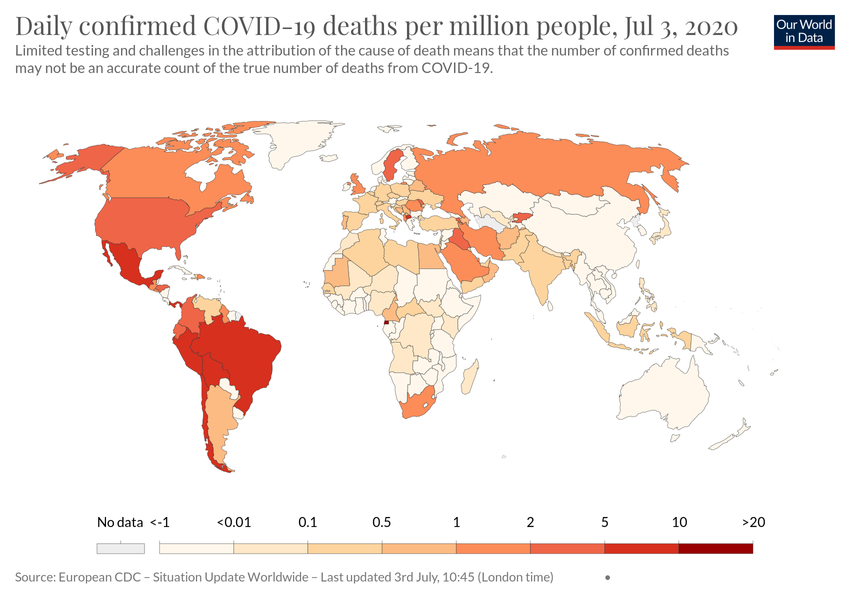 Daily confirmed COVID-19 deaths per million people, Jul 3, 2020
Our World
in Data
Limited testing and challenges in the attribution of the cause of death means that the number of confirmed deaths
may not be an accurate count of the true number of deaths from COVID-19.
No data <-1 <0.01 0.1 0.5 1 2 5 10 >20
Source: European CDC – Situation Update Worldwide – Last updated 3rd July, 10:45 (London time) •